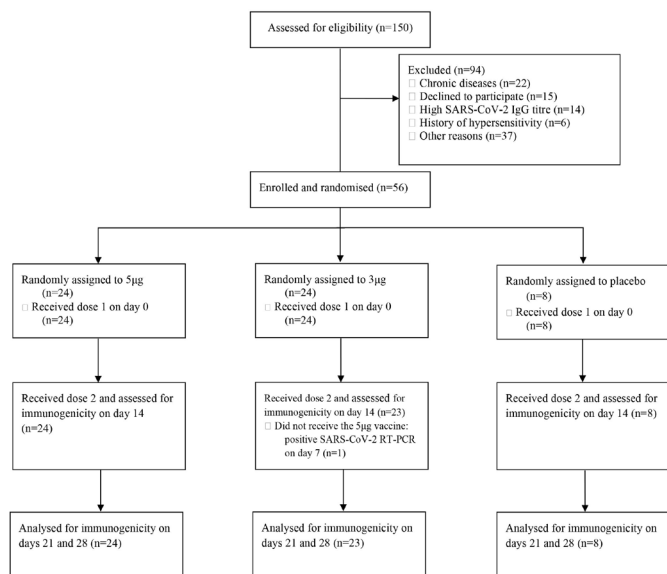 Assessed for eligibility (n=150)
Excluded (n=94)
□ Chronic diseases (n=22)
□ Declined to participate (n=15)
□ High SARS-CoV-2 IgG titre (n=14)
□ History of hypersensitivity (n=6)
□ Other reasons (n=37)
Enrolled and randomised (n=56)
Randomly assigned to 5μg
(n=24)
□ Received dose 1 on day 0
(n=24)
Randomly assigned to 3μg
(n=24)
□ Received dose 1 on day 0
(n=24)
Randomly assigned to placebo
(n=8)
□ Received dose 1 on day 0
(n=8)
Received dose 2 and assessed for
immunogenicity on day 14
(n=24)
Received dose 2 and assessed for
immunogenicity on day 14 (n=23)
□ Did not receive the 5μg vaccine:
positive SARS-CoV-2 RT-PCR
on day 7 (n=1)
Received dose 2 and assessed for
immunogenicity on day 14 (n=8)
Analysed for immunogenicity on
days 21 and 28 (n=24)
Analysed for immunogenicity on
days 21 and 28 (n=23)
Analysed for immunogenicity on
days 21 and 28 (n=8)